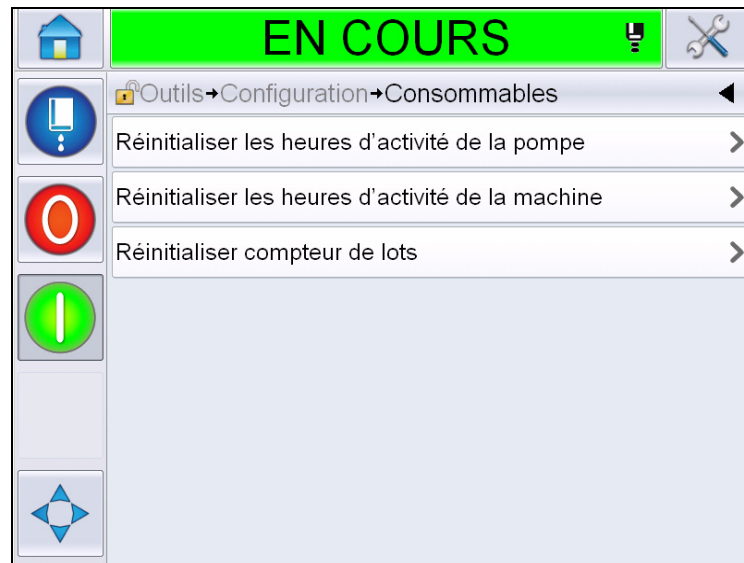 EN COURS
Outils→Configuration→Consommables
Réinitialiser les heures d’activité de la pompe
Réinitialiser les heures d’activité de la machine
Réinitialiser compteur de lots